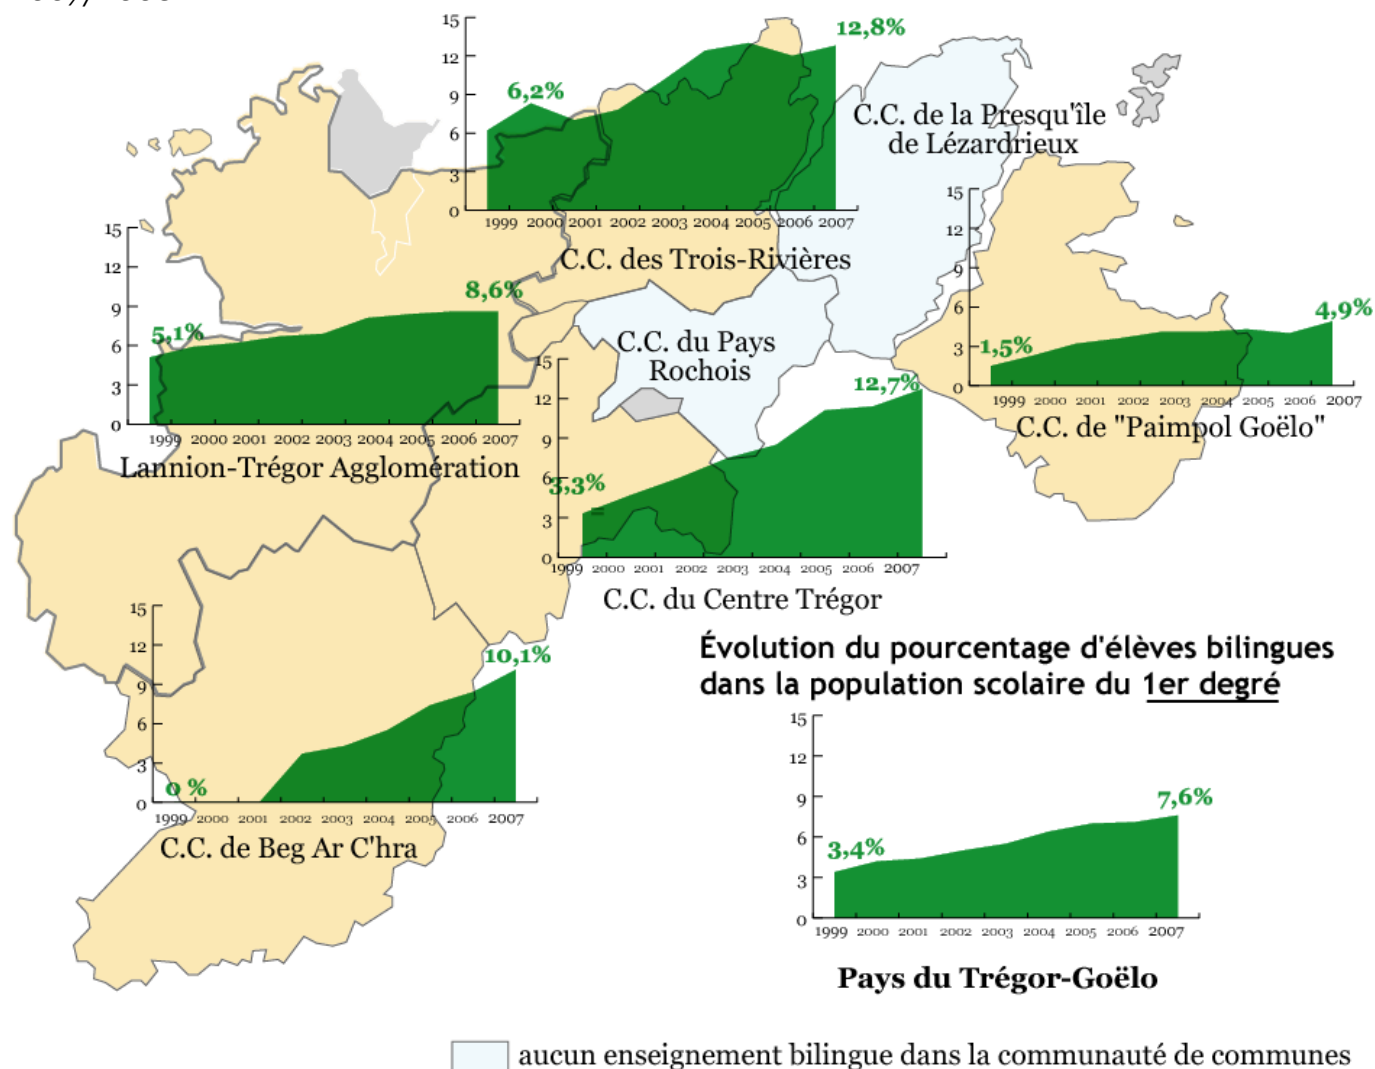 15
12
9
6
3
0
6,2%
12,8%
1999 2000 2001 2002 2003 2004 2005 2006 2007
C.C. des Trois-Rivières
C.C. de la Presqu'île
de Lézardrieux
15
12
9
6
3
0
1,5%
4,9%
1999 2000 2001 2002 2003 2004 2005 2006 2007
C.C. de "Paimpol Goëlo"
15
12
9
6
3
0
5,1%
8,6%
1999 2000 2001 2002 2004 2005 2006 2007
Lannion-Trégor Agglomération
C.C. du Pays
Rochois
15
12
9
6
3
0
3,3%
=
12,7%
1999 2000 2001 2002 2003 2004 2005 2006 2007
C.C. du Centre Trégor
15
12
9
6
3
0
0 %
10,1%
1999 2000 2001 2002 2003 2004 2005 2006 2007
C.C. de Beg Ar C'hra
Évolution du pourcentage d'élèves bilingues
dans la population scolaire du 1er degré
15
12
9
6
3
0
3,4%
7,6%
1999 2000 2001 2002 2003 2004 2005 2006 2007
Pays du Trégor-Goëlo
aucun enseignement bilingue dans la communauté de communes